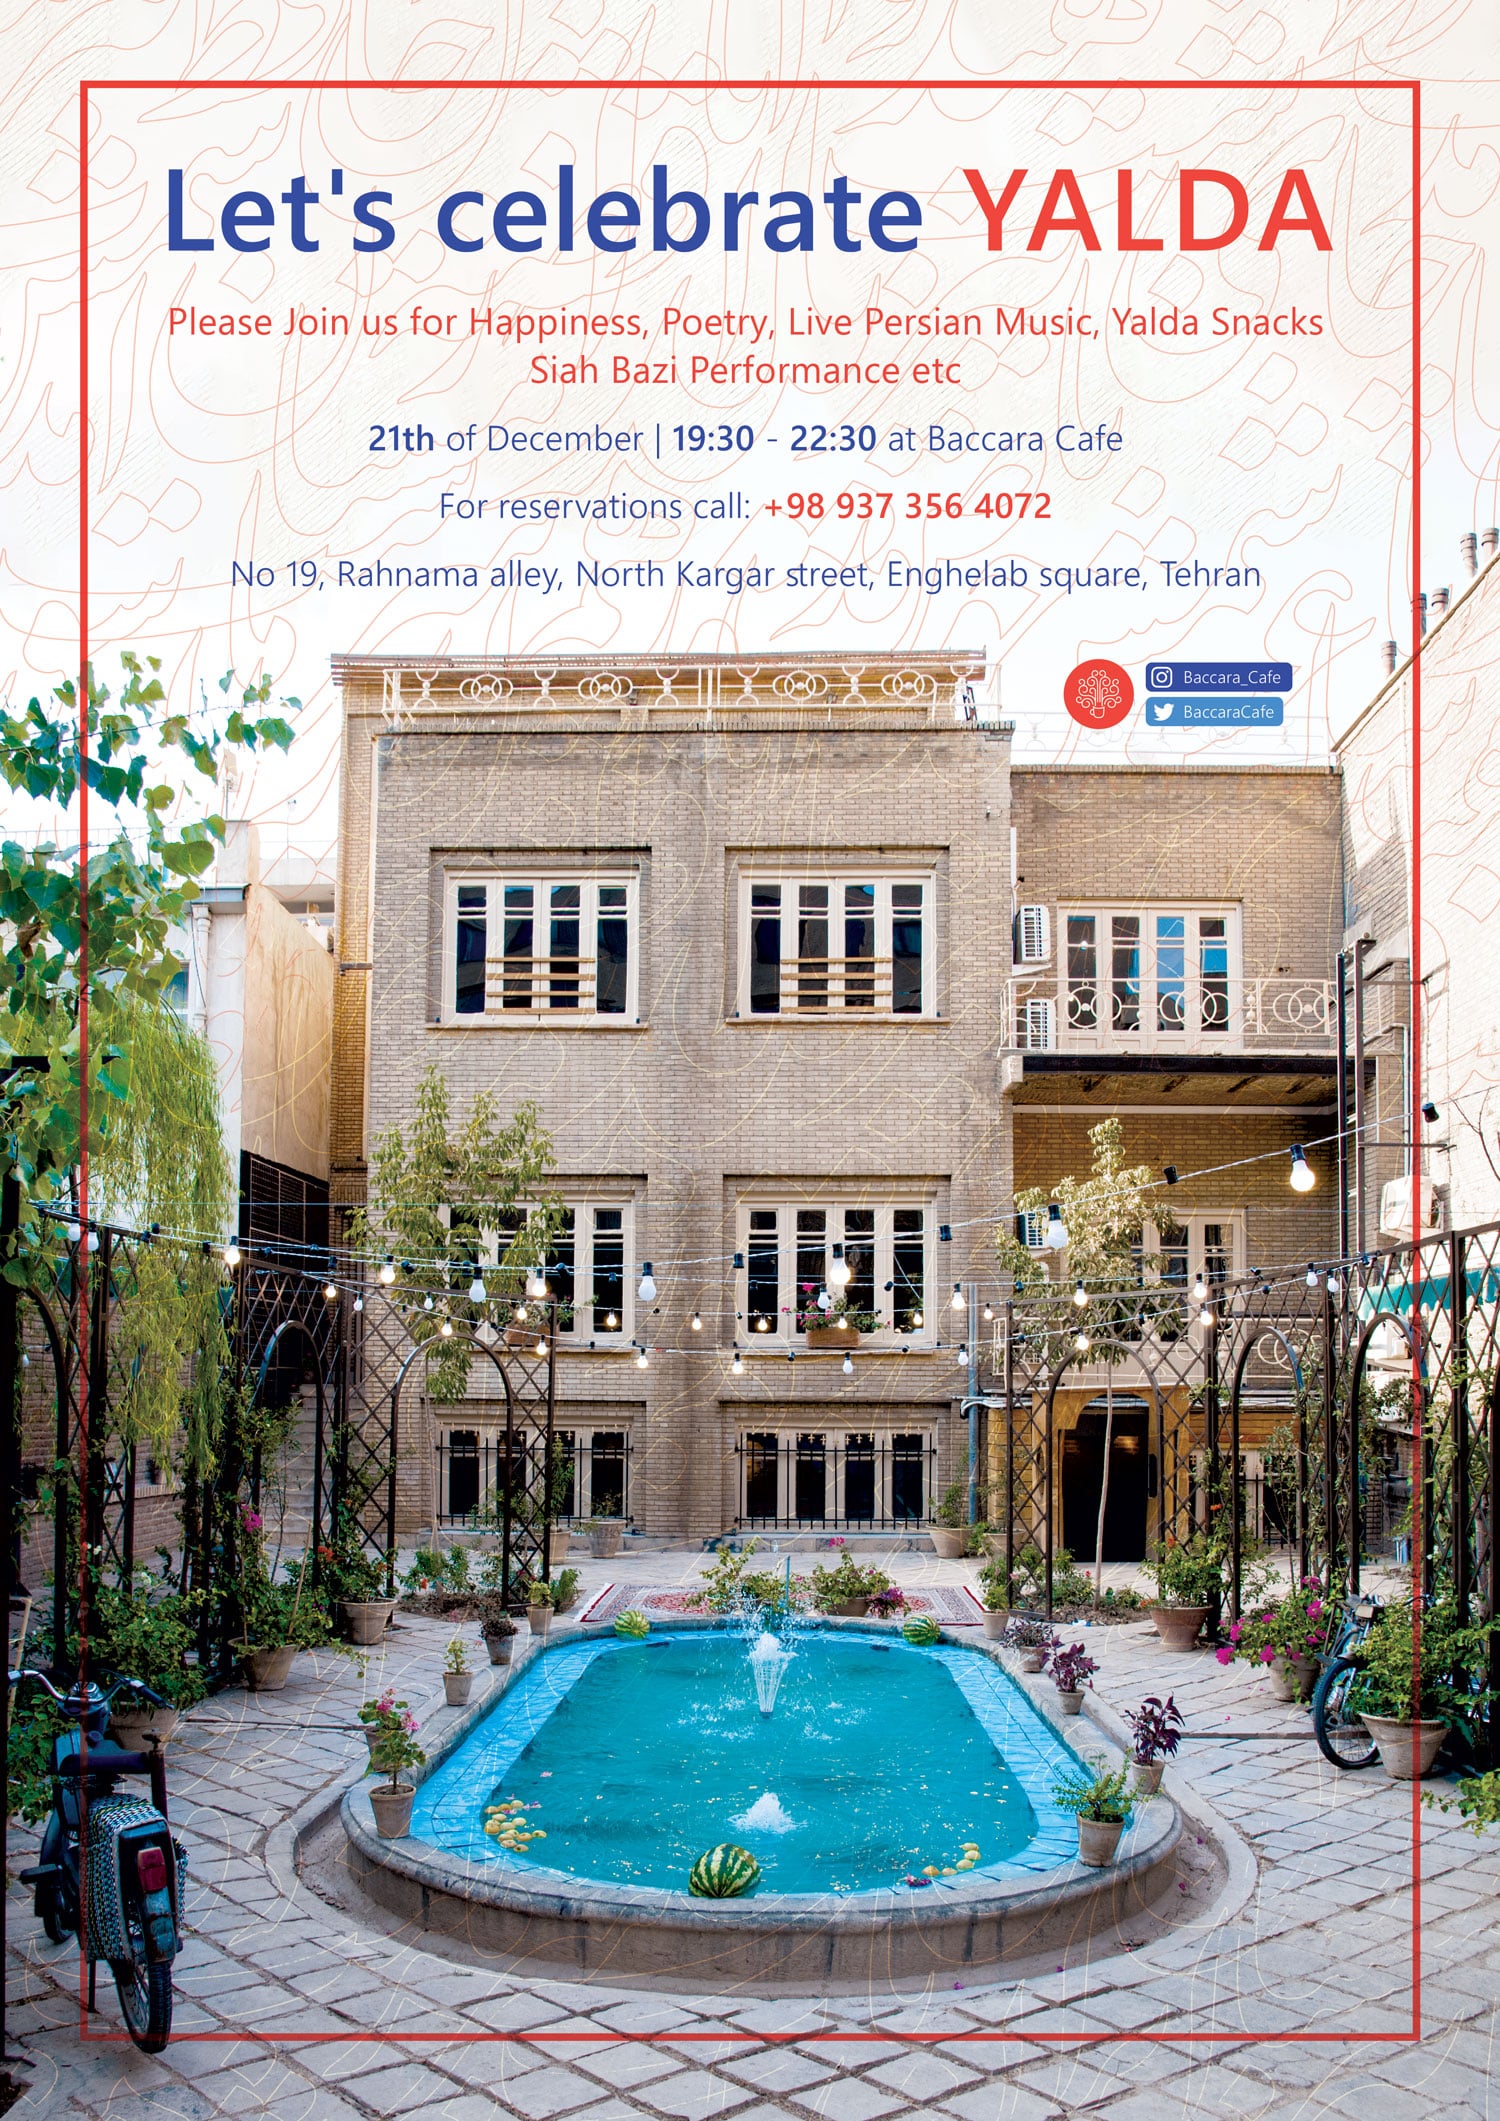 Let's celebrate YALDA
Please Join us for Happiness, Poetry, Live Persian Music, Yalda Snacks
Siah Bazi Performance etc
21th of December | 19:30 - 22:30 at Baccara Cafe
For reservations call: +98 937 356 4072
No 19, Rahnama alley, North Kargar street, Enghelab square, Tehran
Baccara_Cafe
BaccaraCafe